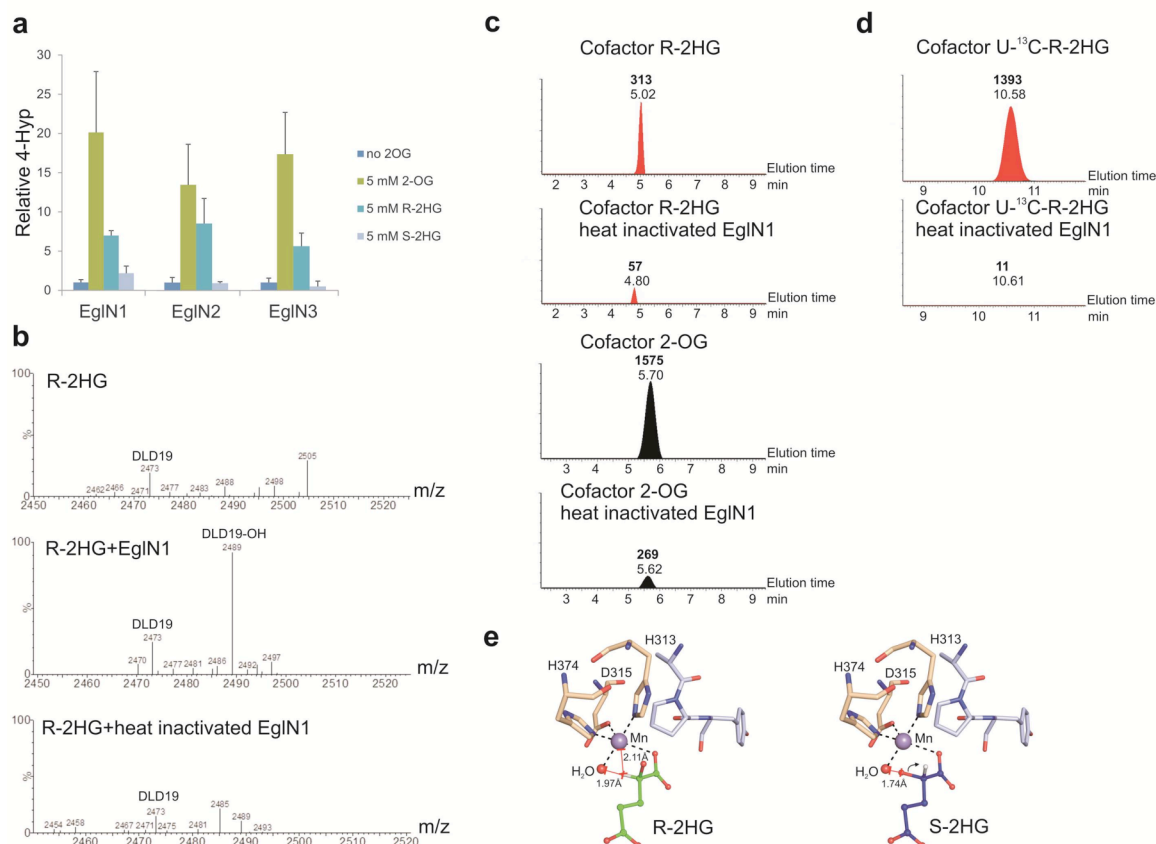 a
Relative 4-Hyp
30
25
20
15
10
5
0
EglN1
EglN2
EglN3
no 2OG
5 mM 2-OG
5 mM R-2HG
5 mM S-2HG
b
R-2HG
100
%
0
DLD19
2473
2462
2466
2471
2477
2483
2488
2498
2505
2450 2460 2470 2480 2490 2500 2510 2520
m/z
R-2HG+EglN1
100
%
0
DLD19-OH
2489
DLD19
2473
2470
2477
2481
2486
2492
2497
2450 2460 2470 2480 2490 2500 2510 2520
m/z
R-2HG+heat inactivated EglN1
100
%
0
DLD19
2473
2454
2458
2467
2471
2475
2481
2485
2489
2493
2460 2470 2480 2490 2500 2510 2520
m/z
c
Cofactor R-2HG
313
5.02
Elution time
2 3 4 5 6 7 8 9 min
Cofactor R-2HG
heat inactivated EglN1
57
4.80
Elution time
2 3 4 5 6 7 8 9 min
Cofactor 2-OG
1575
5.70
Elution time
3 4 5 6 7 8 9 min
Cofactor 2-OG
heat inactivated EglN1
269
5.62
Elution time
3 4 5 6 7 8 9 min
d
Cofactor U-¹³C-R-2HG
1393
10.58
Elution time
9 10 11 min
Cofactor U-¹³C-R-2HG
heat inactivated EglN1
11
10.61
Elution time
9 10 11 min
e
H374
D315
H313
Mn
2.11Å
H₂O
1.97Å
R-2HG
H374
D315
H313
Mn
H₂O
1.74Å
S-2HG